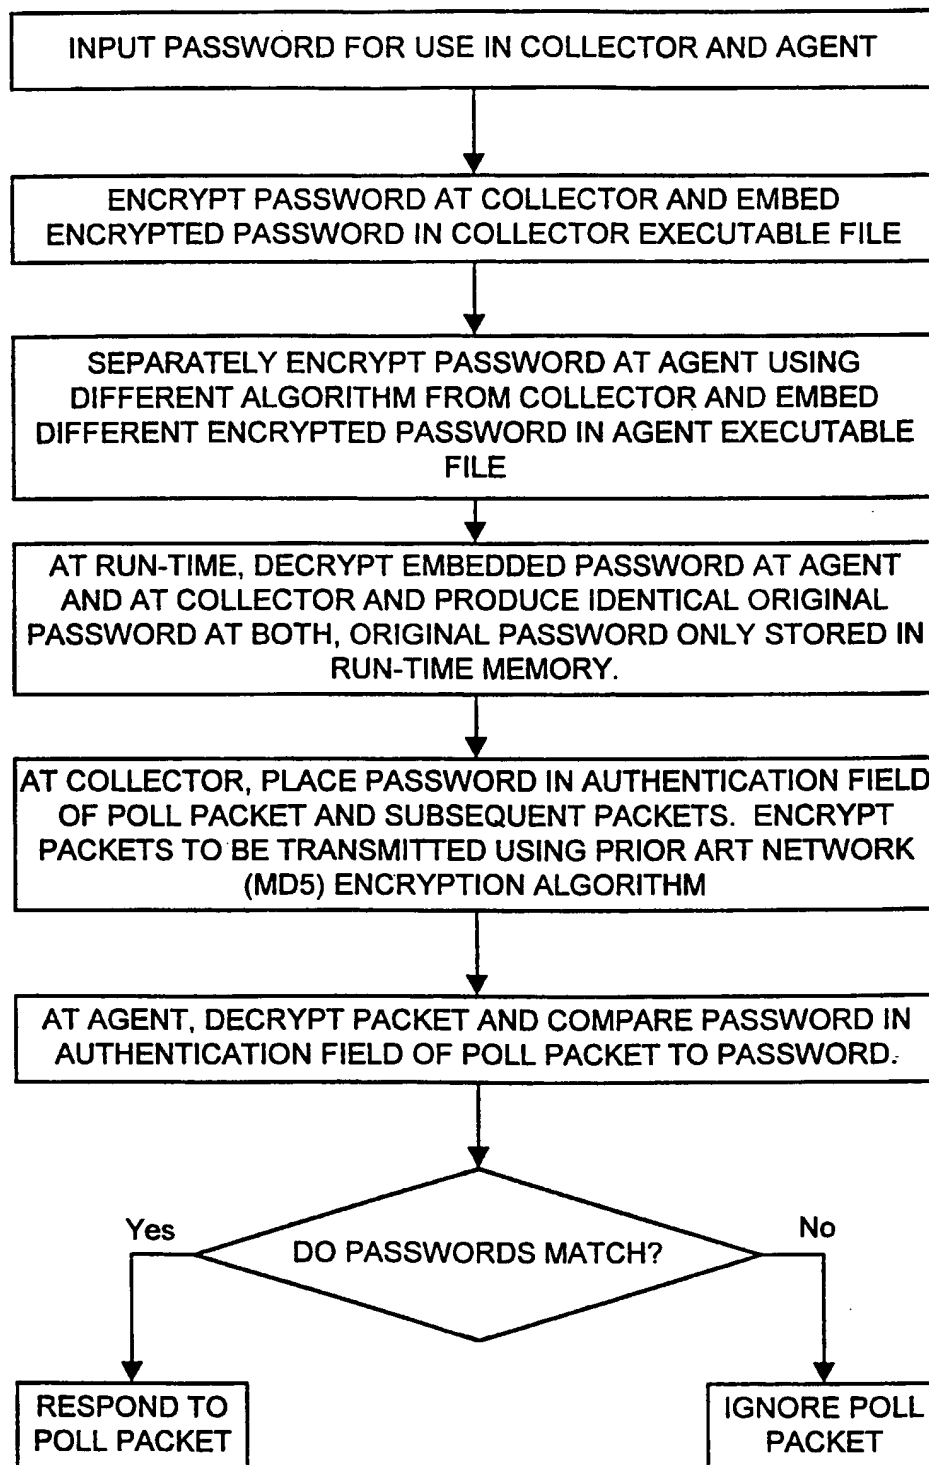 INPUT PASSWORD FOR USE IN COLLECTOR AND AGENT
ENCRYPT PASSWORD AT COLLECTOR AND EMBED
ENCRYPTED PASSWORD IN COLLECTOR EXECUTABLE FILE
SEPARATELY ENCRYPT PASSWORD AT AGENT USING
DIFFERENT ALGORITHM FROM COLLECTOR AND EMBED
DIFFERENT ENCRYPTED PASSWORD IN AGENT EXECUTABLE
FILE
AT RUN-TIME, DECRYPT EMBEDDED PASSWORD AT AGENT
AND AT COLLECTOR AND PRODUCE IDENTICAL ORIGINAL
PASSWORD AT BOTH, ORIGINAL PASSWORD ONLY STORED IN
RUN-TIME MEMORY.
AT COLLECTOR, PLACE PASSWORD IN AUTHENTICATION FIELD
OF POLL PACKET AND SUBSEQUENT PACKETS. ENCRYPT
PACKETS TO BE TRANSMITTED USING PRIOR ART NETWORK
(MD5) ENCRYPTION ALGORITHM
AT AGENT, DECRYPT PACKET AND COMPARE PASSWORD IN
AUTHENTICATION FIELD OF POLL PACKET TO PASSWORD.
Yes
No
DO PASSWORDS MATCH?
RESPOND TO
POLL PACKET
IGNORE POLL
PACKET